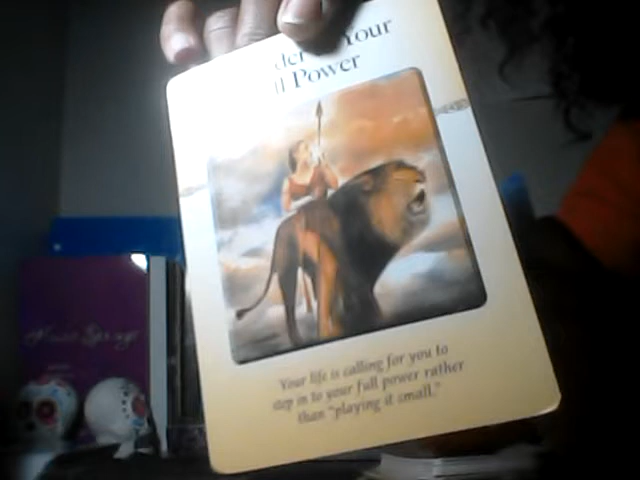 Your
Power
Your life is calling for you to
step in to your full power rather
than "playing it small."